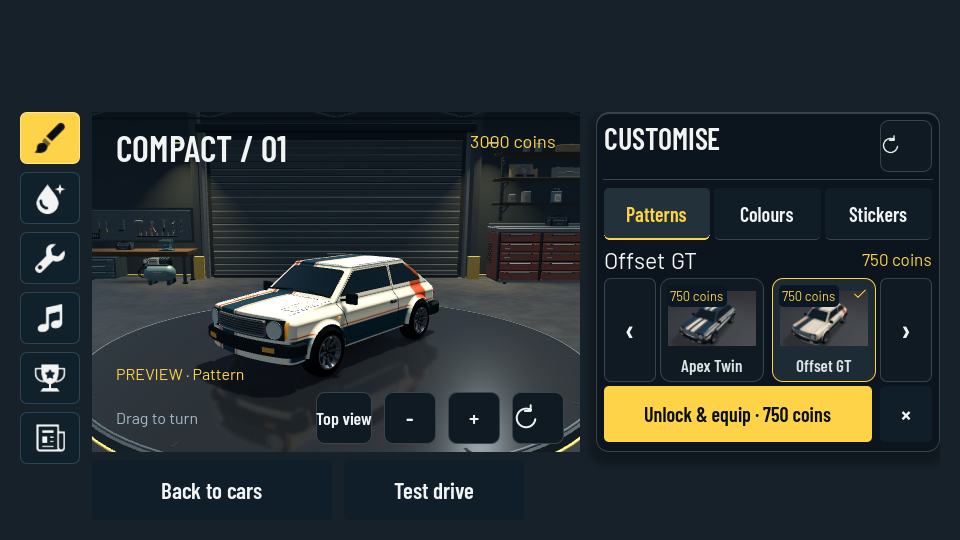 COMPACT / 01
3000 coins
PREVIEW · Pattern
Drag to turn
Top view
-
+
Back to cars
Test drive
CUSTOMISE
Patterns
Colours
Stickers
Offset GT
750 coins
‹
750 coins
Apex Twin
750 coins
Offset GT
›
Unlock & equip · 750 coins
×